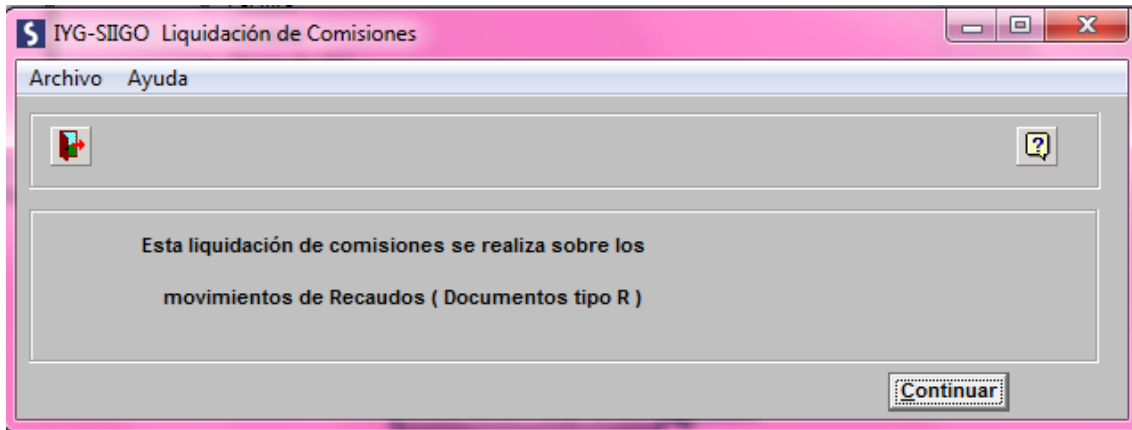 IYG-SIIGO Liquidación de Comisiones
Archivo Ayuda
Esta liquidación de comisiones se realiza sobre los
movimientos de Recaudos ( Documentos tipo R )
Continuar